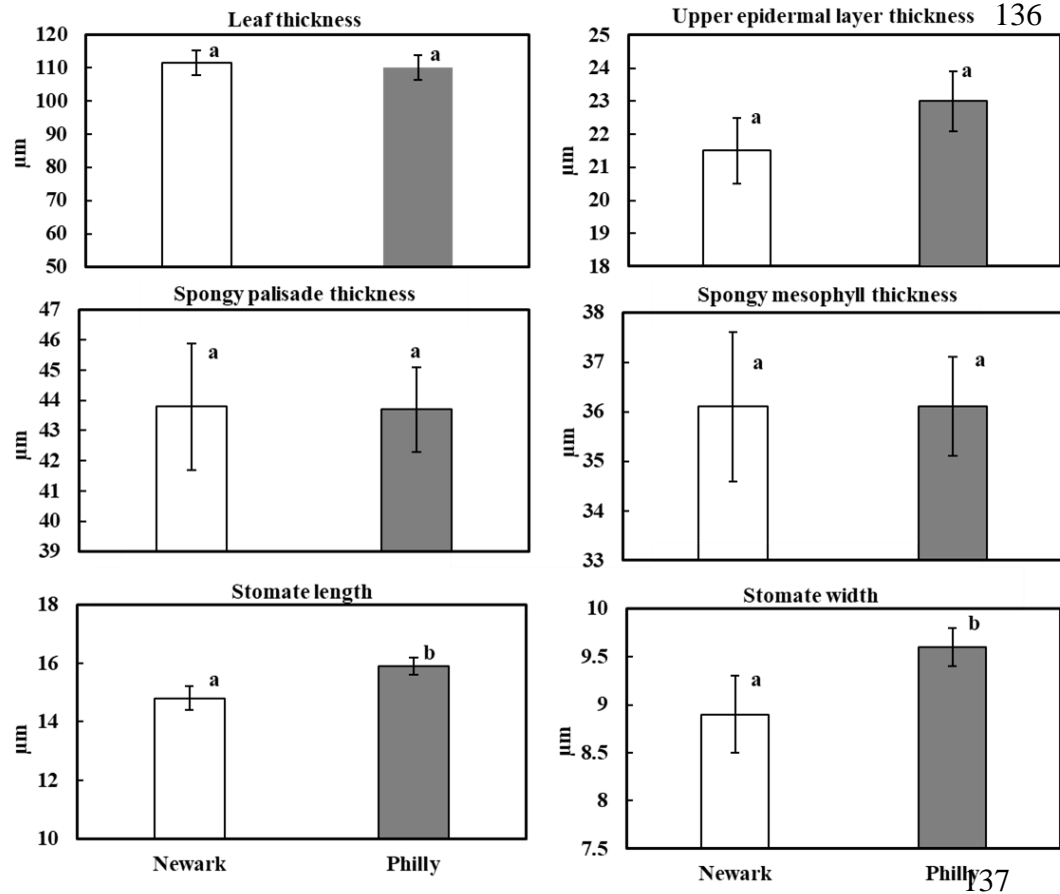 Leaf thickness
120
110
100
90
80
70
60
50
µm
a
a
Upper epidermal layer thickness 136
25
24
23
22
21
20
19
18
µm
a
a
Spongy palisade thickness
47
46
45
44
43
42
41
40
39
µm
a
a
Spongy mesophyll thickness
38
37
36
35
34
33
µm
a
a
Stomate length
18
16
14
12
10
µm
a
b
Newark Philly
Stomate width
10
9.5
9
8.5
8
7.5
µm
a
b
Newark Philly
137